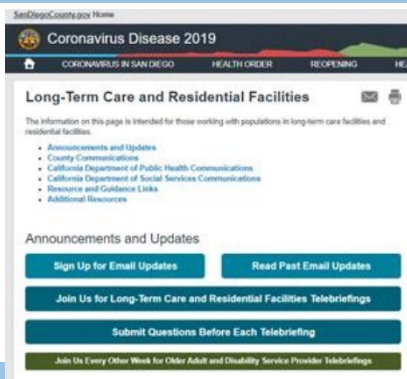 SanDiegoCounty.gov Home
Coronavirus Disease 2019
CORONAVIRUS IN SAN DIEGO HEALTH ORDER REOPENING HE
Long-Term Care and Residential Facilities
The information on this page is intended for those working with populations in long-term care facilities and
residential facilities.
Announcements and Updates
County Communications
California Department of Public Health Communications
California Department of Social Services Communications
Resource and Guidance Links
Additional Resources
Announcements and Updates
Sign Up for Email Updates Read Past Email Updates
Join Us for Long-Term Care and Residential Facilities Telebriefings
Submit Questions Before Each Telebriefing
Join Us Every Other Week for Older Adult and Disability Service Provider Telebriefings